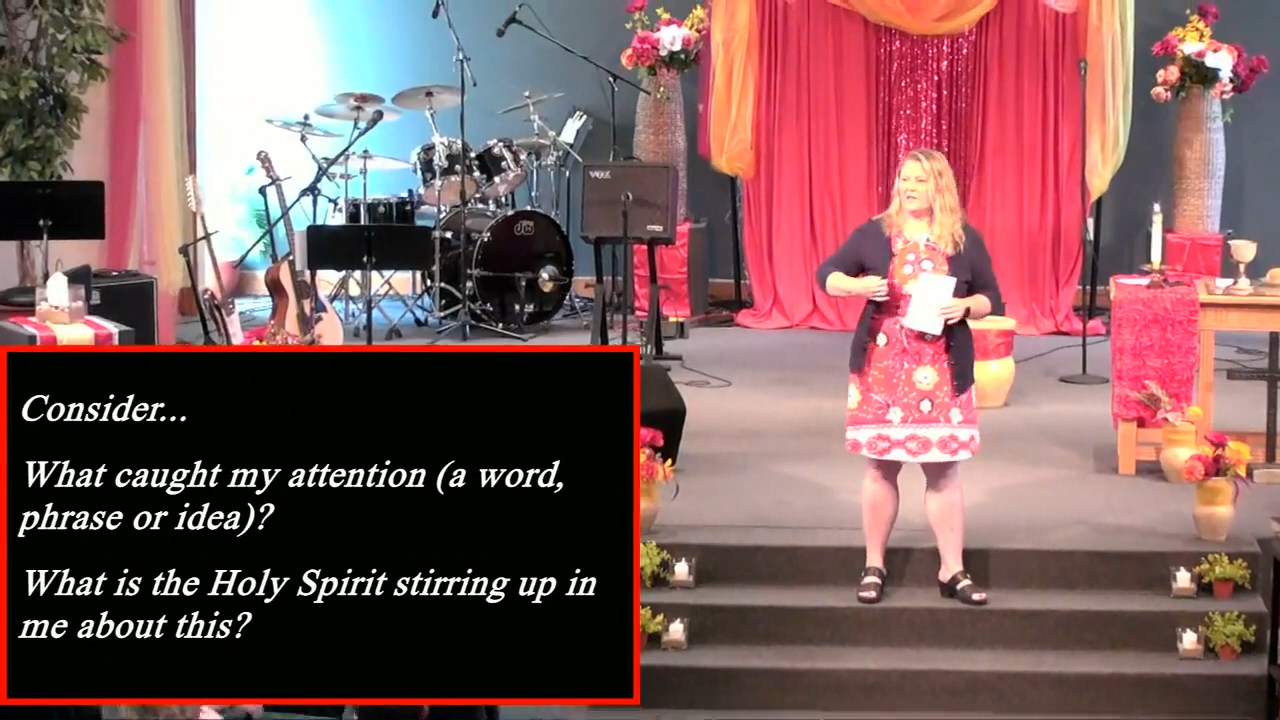 VOX
dw
Consider...
What caught my attention (a word,
phrase or idea)?
What is the Holy Spirit stirring up in
me about this?